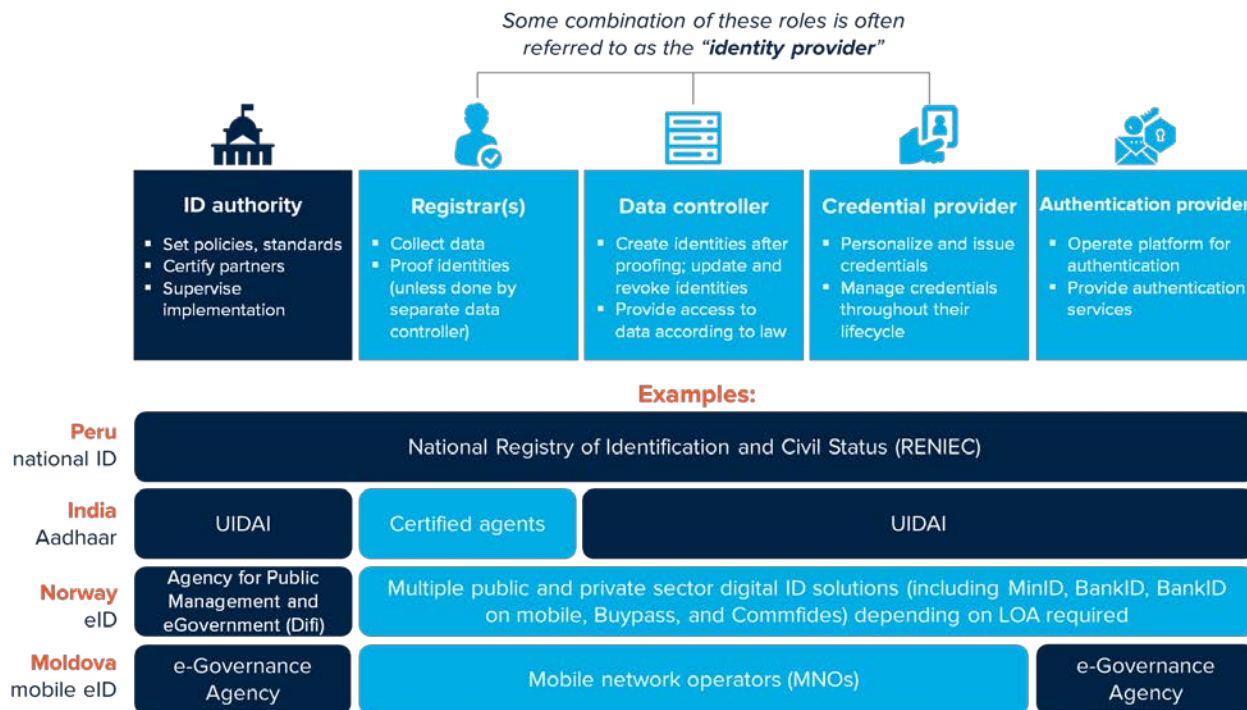 Some combination of these roles is often
referred to as the “identity provider”
ID authority
▪ Set policies, standards
▪ Certify partners
▪ Supervise
implementation
Registrar(s)
▪ Collect data
▪ Proof identities
(unless done by
separate data
controller)
Data controller
▪ Create identities after
proofing; update and
revoke identities
▪ Provide access to
data according to law
Credential provider
▪ Personalize and issue
credentials
▪ Manage credentials
throughout their
lifecycle
Authentication provider
▪ Operate platform for
authentication
▪ Provide authentication
services
Examples:
Peru
national ID
National Registry of Identification and Civil Status (RENIEC)
India
Aadhaar
UIDAI
Certified agents
UIDAI
Norway
eID
Agency for Public
Management and
eGovernment (Difi)
Multiple public and private sector digital ID solutions (including MinID, BankID, BankID
on mobile, Buypass, and Commfides) depending on LOA required
Moldova
mobile eID
e-Governance
Agency
Mobile network operators (MNOs)
e-Governance
Agency